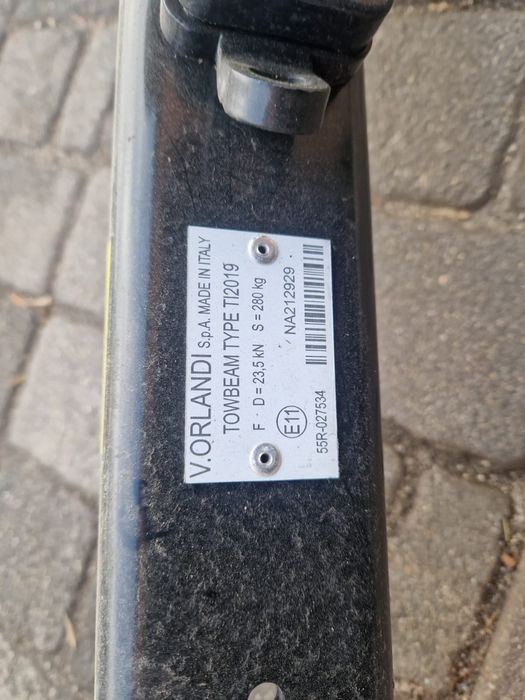 V.ORLANDI S.p.A. MADE IN ITALY
TOWBEAM TYPE TI2019
F D = 23,5 kN S = 280 kg
E11 NA212929
55R-027534